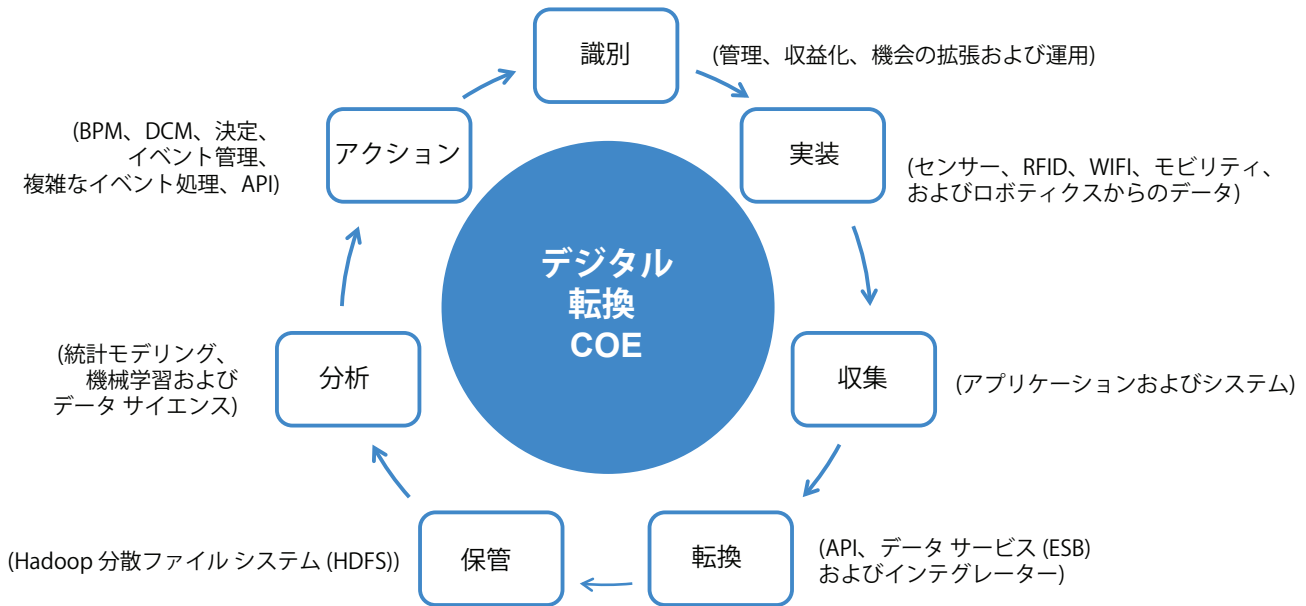 識別
(管理、収益化、機会の拡張および運用)
実装
(センサー、RFID、WIFI、モビリティ、
およびロボティクスからのデータ)
収集
(アプリケーションおよびシステム)
転換
(API、データ サービス (ESB)
およびインテグレーター)
保管
(Hadoop 分散ファイル システム (HDFS))
分析
(統計モデリング、
機械学習および
データ サイエンス)
アクション
(BPM、DCM、決定、
イベント管理、
複雑なイベント処理、API)
デジタル
転換
COE